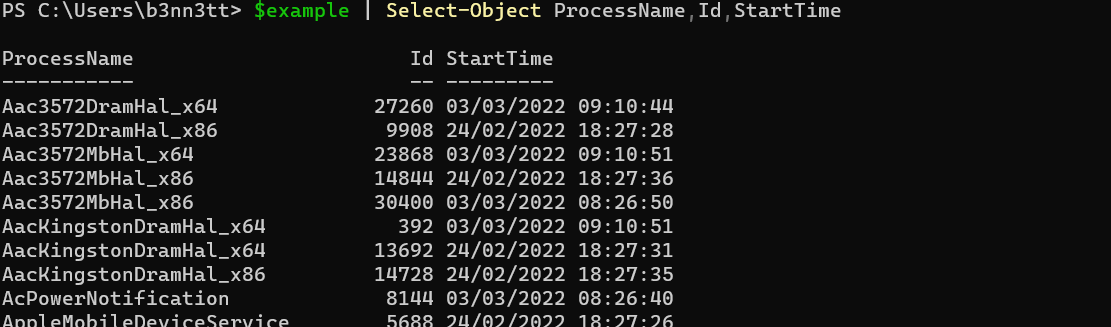 PS C:\Users\b3nn3tt> $example | Select-Object ProcessName,Id,StartTime

ProcessName                       Id StartTime
-----------                       -- ---------
Aac3572DramHal_x64             27260 03/03/2022 09:10:44
Aac3572DramHal_x86              9908 24/02/2022 18:27:28
Aac3572MbHal_x64               23868 03/03/2022 09:10:51
Aac3572MbHal_x86               14844 24/02/2022 18:27:36
Aac3572MbHal_x86               30400 03/03/2022 08:26:50
AacKingstonDramHal_x64           392 03/03/2022 09:10:51
AacKingstonDramHal_x64         13692 24/02/2022 18:27:31
AacKingstonDramHal_x86         14728 24/02/2022 18:27:35
AcPowerNotification             8144 03/03/2022 08:26:40
AppleMobileDeviceService        5688 24/02/2022 18:27:26